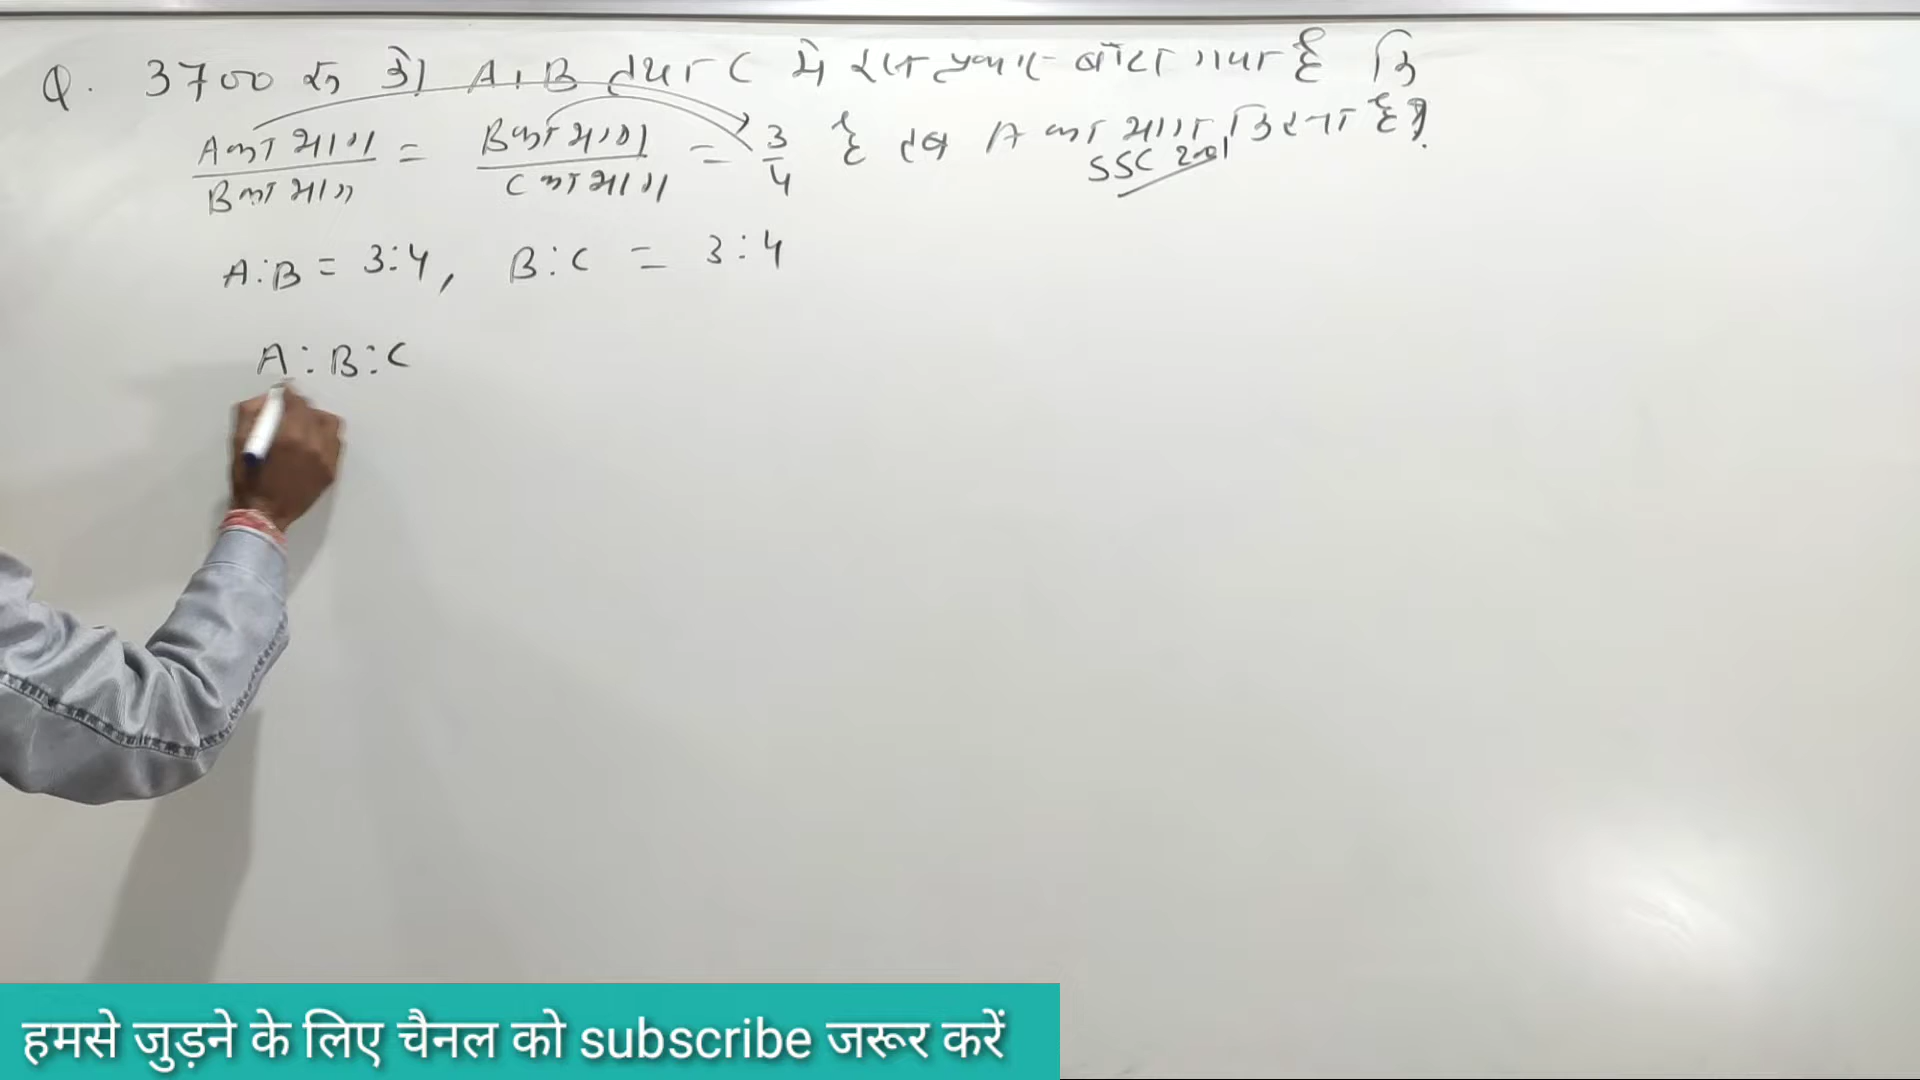 Q. 3700 रु को A, B तथा C में इस प्रकार बाँटा गया है कि
A का भाग / B का भाग = B का भाग / C का भाग = 3/4 है तब A का भाग कितना है?
SSC 2001
A:B = 3:4, B:C = 3:4
A:B:C
हमसे जुड़ने के लिए चैनल को subscribe जरूर करें